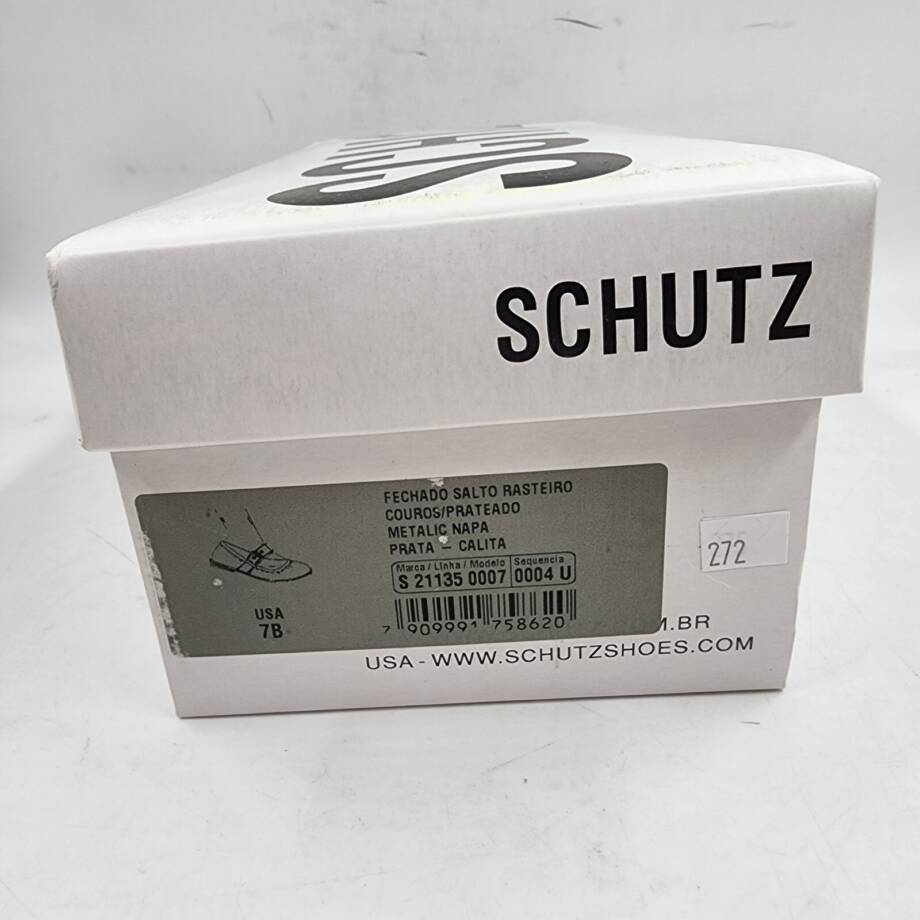 SCHUTZ
FECHADO SALTO RASTEIRO
COUROS/PRATEADO
METALIC NAPA
PRATA - CALITA
Marca / Linha / Modelo Sequencia
S 21135 0007 0004 U
USA
7B
7 909991 758620
272
M.BR
USA - WWW.SCHUTZSHOES.COM